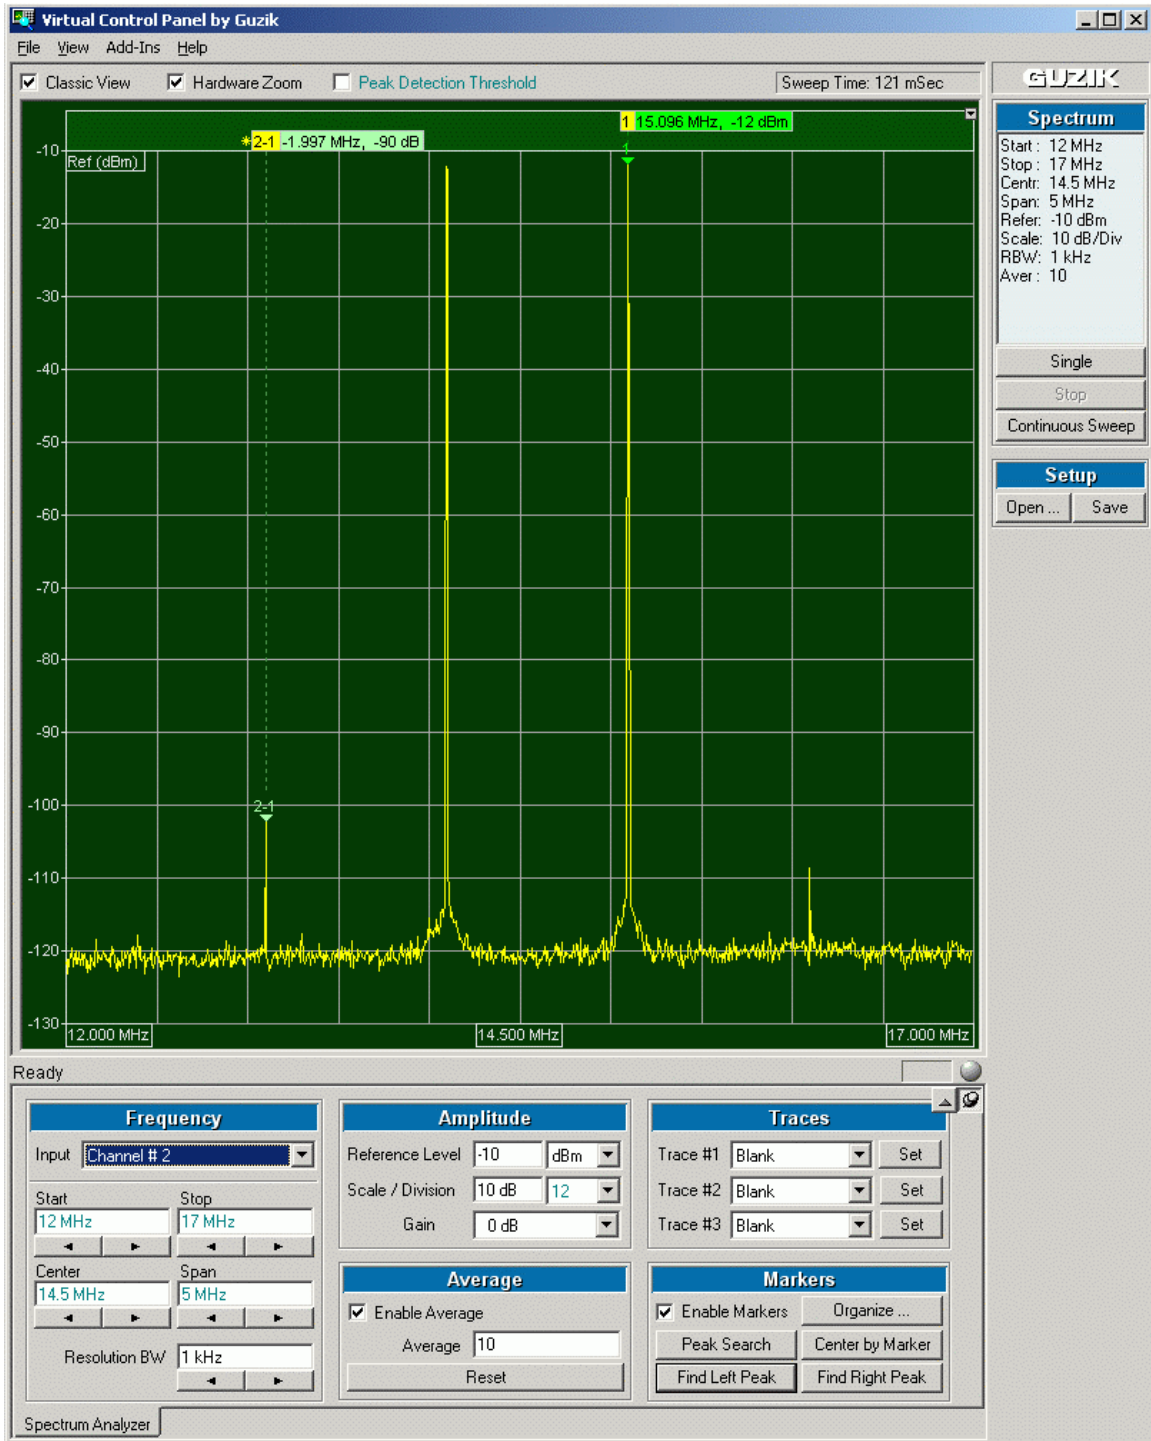 Virtual Control Panel by Guzik
File View Add-Ins Help
Classic View Hardware Zoom Peak Detection Threshold Sweep Time: 121 mSec
GUZIK
*2-1 -1.997 MHz, -90 dB
1 15.096 MHz, -12 dBm
1
Ref (dBm)
-10
-20
-30
-40
-50
-60
-70
-80
-90
-100
2-1
-110
-120
-130
12.000 MHz 14.500 MHz 17.000 MHz
Spectrum
Start : 12 MHz
Stop : 17 MHz
Centr: 14.5 MHz
Span: 5 MHz
Refer: -10 dBm
Scale: 10 dB/Div
RBW: 1 kHz
Aver : 10
Single
Stop
Continuous Sweep
Setup
Open ... Save
Ready
Frequency
Input Channel # 2
Start Stop
12 MHz 17 MHz
Center Span
14.5 MHz 5 MHz
Resolution BW 1 kHz
Amplitude
Reference Level -10 dBm
Scale / Division 10 dB 12
Gain 0 dB
Average
Enable Average
Average 10
Reset
Traces
Trace #1 Blank Set
Trace #2 Blank Set
Trace #3 Blank Set
Markers
Enable Markers Organize ...
Peak Search Center by Marker
Find Left Peak Find Right Peak
Spectrum Analyzer